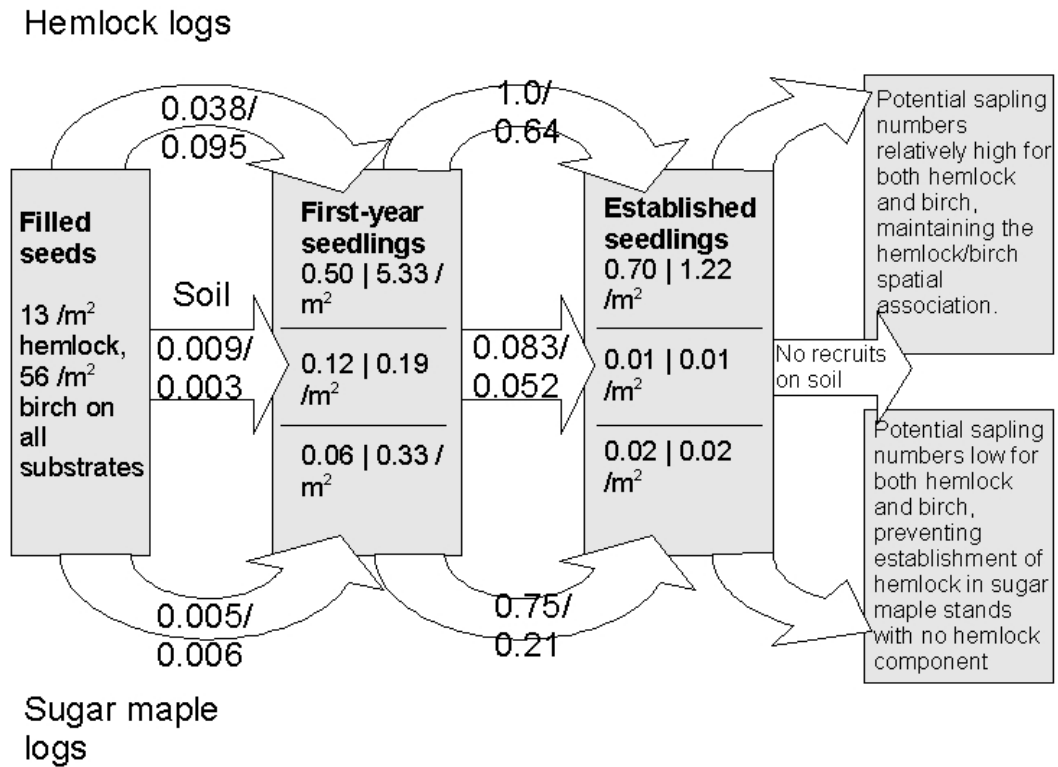 Hemlock logs
0.038/
0.095
1.0/
0.64
Filled
seeds
13 /m²
hemlock,
56 /m²
birch on
all
substrates
Soil
0.009/
0.003
First-year
seedlings
0.50 | 5.33 /
m²
0.12 | 0.19
/m²
0.06 | 0.33 /
m²
0.083/
0.052
Established
seedlings
0.70 | 1.22
/m²
0.01 | 0.01
/m²
0.02 | 0.02
/m²
No recruits
on soil
Potential sapling
numbers
relatively high for
both hemlock
and birch,
maintaining the
hemlock/birch
spatial
association.
Potential sapling
numbers low for
both hemlock
and birch,
preventing
establishment of
hemlock in sugar
maple stands
with no hemlock
component
0.005/
0.006
0.75/
0.21
Sugar maple
logs